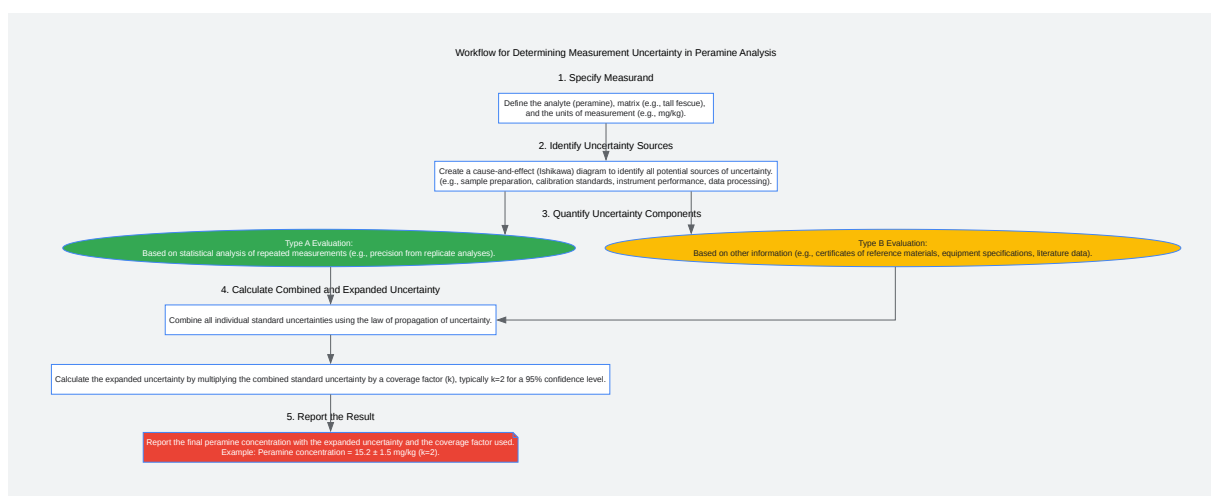 Workflow for Determining Measurement Uncertainty in Peramine Analysis
1. Specify Measurand
Define the analyte (peramine), matrix (e.g., tall fescue),
and the units of measurement (e.g., mg/kg).
2. Identify Uncertainty Sources
Create a cause-and-effect (Ishikawa) diagram to identify all potential sources of uncertainty.
(e.g., sample preparation, calibration standards, instrument performance, data processing).
3. Quantify Uncertainty Components
Type A Evaluation:
Based on statistical analysis of repeated measurements (e.g., precision from replicate analyses).
Type B Evaluation:
Based on other information (e.g., certificates of reference materials, equipment specifications, literature data).
4. Calculate Combined and Expanded Uncertainty
Combine all individual standard uncertainties using the law of propagation of uncertainty.
Calculate the expanded uncertainty by multiplying the combined standard uncertainty by a coverage factor (k), typically k=2 for a 95% confidence level.
5. Report the Result
Report the final peramine concentration with the expanded uncertainty and the coverage factor used.
Example: Peramine concentration = 15.2 ± 1.5 mg/kg (k=2).